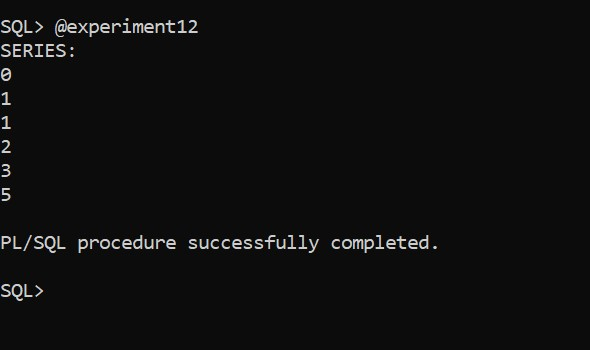 SQL> @experiment12
SERIES:
0
1
1
2
3
5
PL/SQL procedure successfully completed.
SQL>